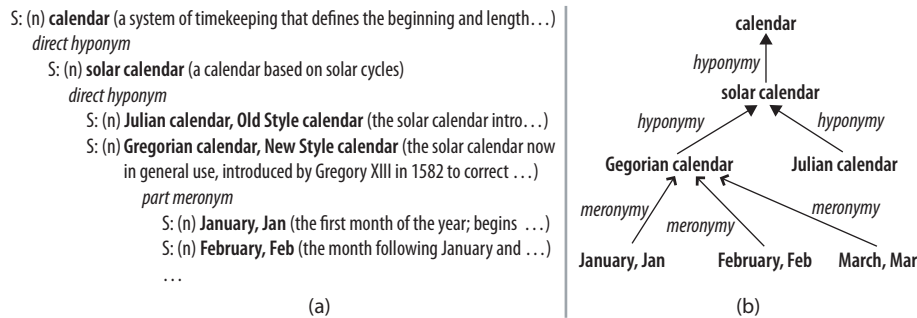 S: (n) calendar (a system of timekeeping that defines the beginning and length…)
direct hyponym
S: (n) solar calendar (a calendar based on solar cycles)
direct hyponym
S: (n) Julian calendar, Old Style calendar (the solar calendar intro…)
S: (n) Gregorian calendar, New Style calendar (the solar calendar now
in general use, introduced by Gregory XIII in 1582 to correct …)
part meronym
S: (n) January, Jan (the first month of the year; begins …)
S: (n) February, Feb (the month following January and …)
…
(a)
calendar
hyponymy
solar calendar
hyponymy
hyponymy
Gegorian calendar
Julian calendar
meronymy
meronymy
meronymy
January, Jan
February, Feb
March, Mar
(b)